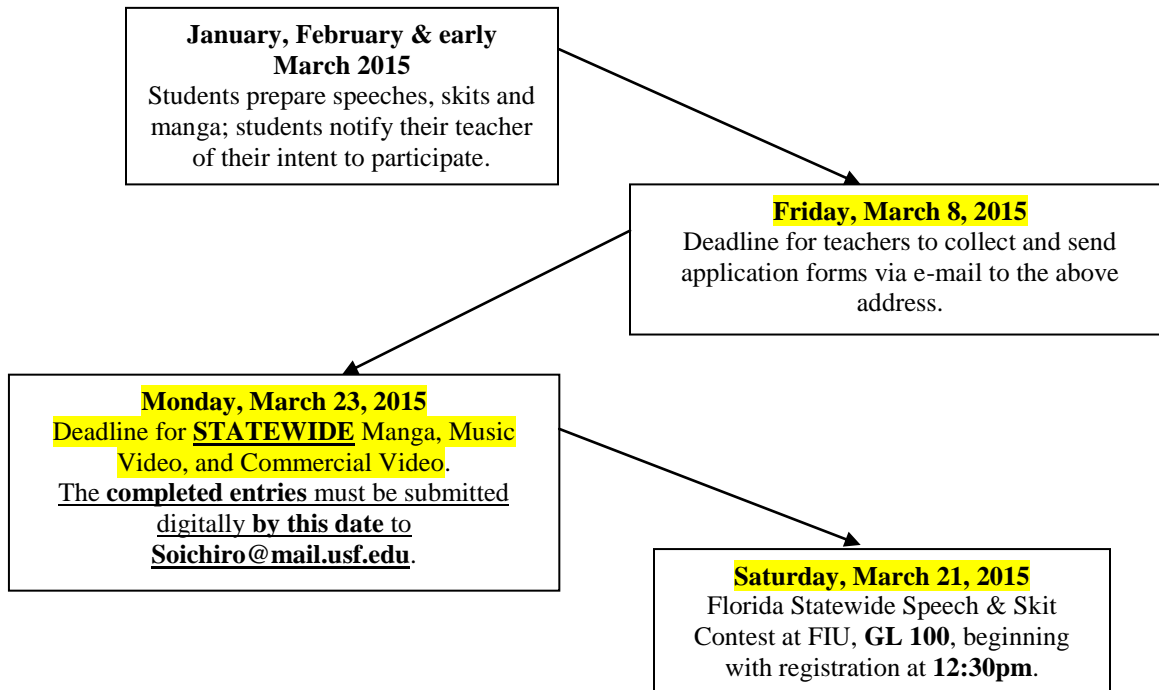 January, February & early
March 2015
Students prepare speeches, skits and
manga; students notify their teacher
of their intent to participate.
Friday, March 8, 2015
Deadline for teachers to collect and send
application forms via e-mail to the above
address.
Monday, March 23, 2015
Deadline for STATEWIDE Manga, Music
Video, and Commercial Video.
The completed entries must be submitted
digitally by this date to
Soichiro@mail.usf.edu.
Saturday, March 21, 2015
Florida Statewide Speech & Skit
Contest at FIU, GL 100, beginning
with registration at 12:30pm.